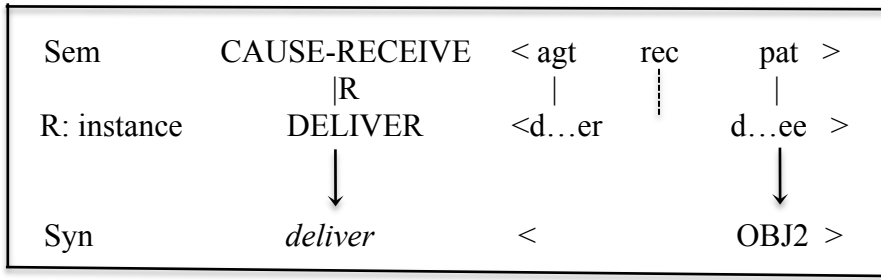 Sem CAUSE-RECEIVE < agt rec pat >
|R | |
R: instance DELIVER <d…er d…ee >
Syn deliver < OBJ2 >